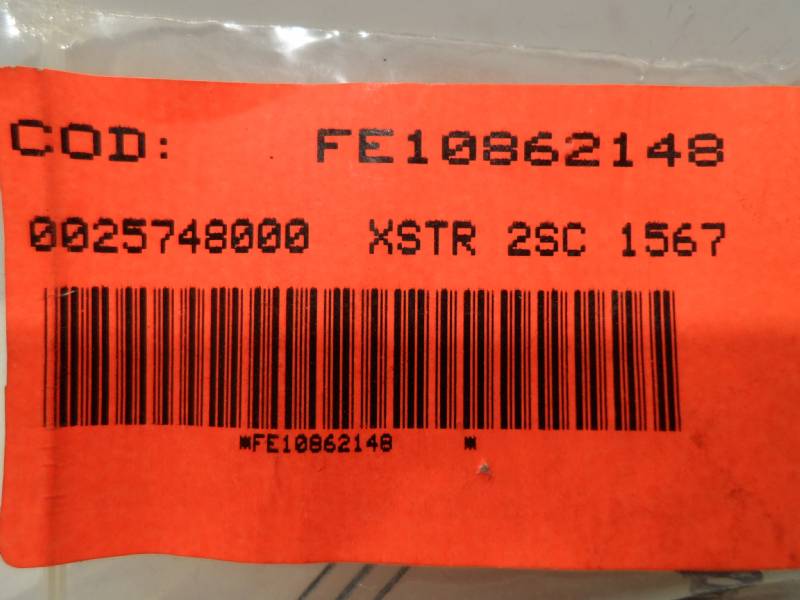 COD: FE10862148
0025748000 XSTR 2SC 1567
*FE10862148 *